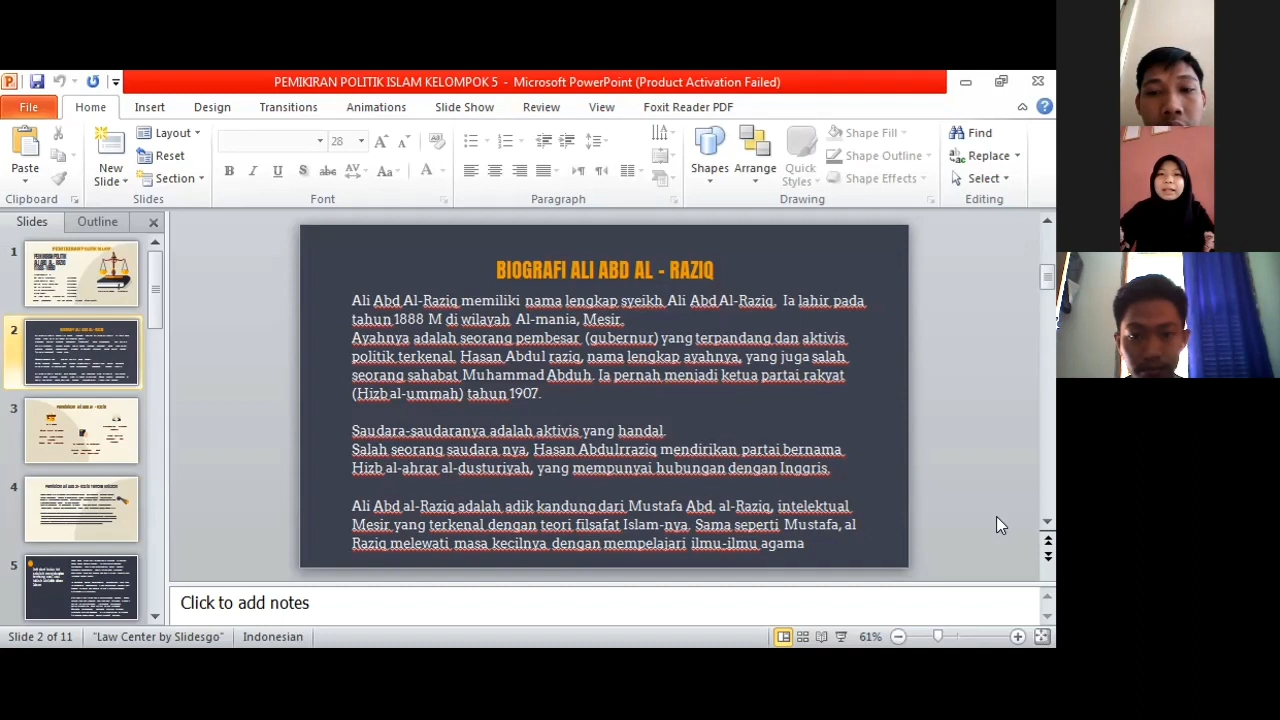 PEMIKIRAN POLITIK ISLAM KELOMPOK 5 - Microsoft PowerPoint (Product Activation Failed)
File Home Insert Design Transitions Animations Slide Show Review View Foxit Reader PDF
Paste
Clipboard
New Slide
Layout
Reset
Section
Slides
28
Font
Paragraph
Shapes
Arrange
Quick Styles
Shape Fill
Shape Outline
Shape Effects
Drawing
Find
Replace
Select
Editing
Slides Outline
1
2
3
4
5
BIOGRAFI ALI ABD AL - RAZIQ
Ali Abd Al-Raziq memiliki nama lengkap syeikh Ali Abd Al-Raziq. Ia lahir pada
tahun 1888 M di wilayah Al-mania, Mesir.
Ayahnya adalah seorang pembesar (gubernur) yang terpandang dan aktivis
politik terkenal. Hasan Abdul raziq, nama lengkap ayahnya, yang juga salah
seorang sahabat Muhammad Abduh. Ia pernah menjadi ketua partai rakyat
(Hizb al-ummah) tahun 1907.
Saudara-saudaranya adalah aktivis yang handal.
Salah seorang saudara nya, Hasan Abdulrraziq mendirikan partai bernama
Hizb al-ahrar al-dusturiyah, yang mempunyai hubungan dengan Inggris.
Ali Abd al-Raziq adalah adik kandung dari Mustafa Abd. al-Raziq, intelektual
Mesir yang terkenal dengan teori filsafat Islam-nya. Sama seperti Mustafa, al
Raziq melewati masa kecilnya dengan mempelajari ilmu-ilmu agama
Click to add notes
Slide 2 of 11 "Law Center by Slidesgo" Indonesian 61%